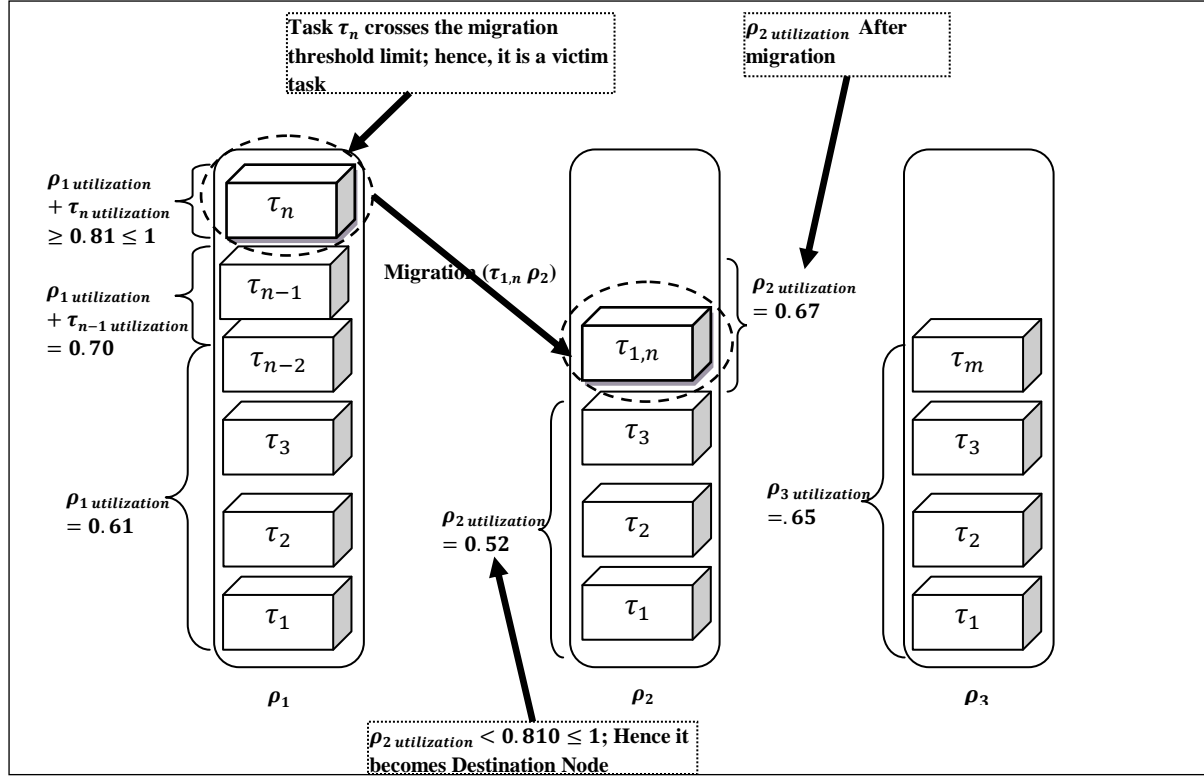 Task τₙ crosses the migration
threshold limit; hence, it is a victim
task
ρ₂ utilization After
migration
ρ₁ utilization
+ τₙ utilization
≥ 0.81 ≤ 1
τₙ
ρ₁ utilization
+ τₙ₋₁ utilization
= 0.70
τₙ₋₁
τₙ₋₂
τ₃
τ₂
τ₁
ρ₁ utilization
= 0.61
ρ₁
Migration (τ₁,ₙ ρ₂)
τ₁,ₙ
τ₃
τ₂
τ₁
ρ₂ utilization
= 0.67
ρ₂ utilization
= 0.52
ρ₂
τₘ
τ₃
τ₂
τ₁
ρ₃ utilization
=.65
ρ₃
ρ₂ utilization < 0.810 ≤ 1; Hence it
becomes Destination Node